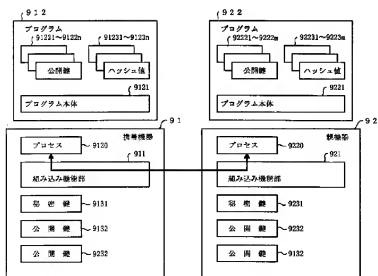 912
プログラム
91221~9122n
91231~9123n
公開鍵
ハッシュ値
9121
プログラム本体
91
プロセス
9120
携帯機器
911
組み込み機構部
秘密鍵
9131
公開鍵
9132
公開鍵
9232
922
プログラム
92221~9222m
92231~9223m
公開鍵
ハッシュ値
9221
プログラム本体
92
プロセス
9220
親機器
921
組み込み機構部
秘密鍵
9231
公開鍵
9232
公開鍵
9132